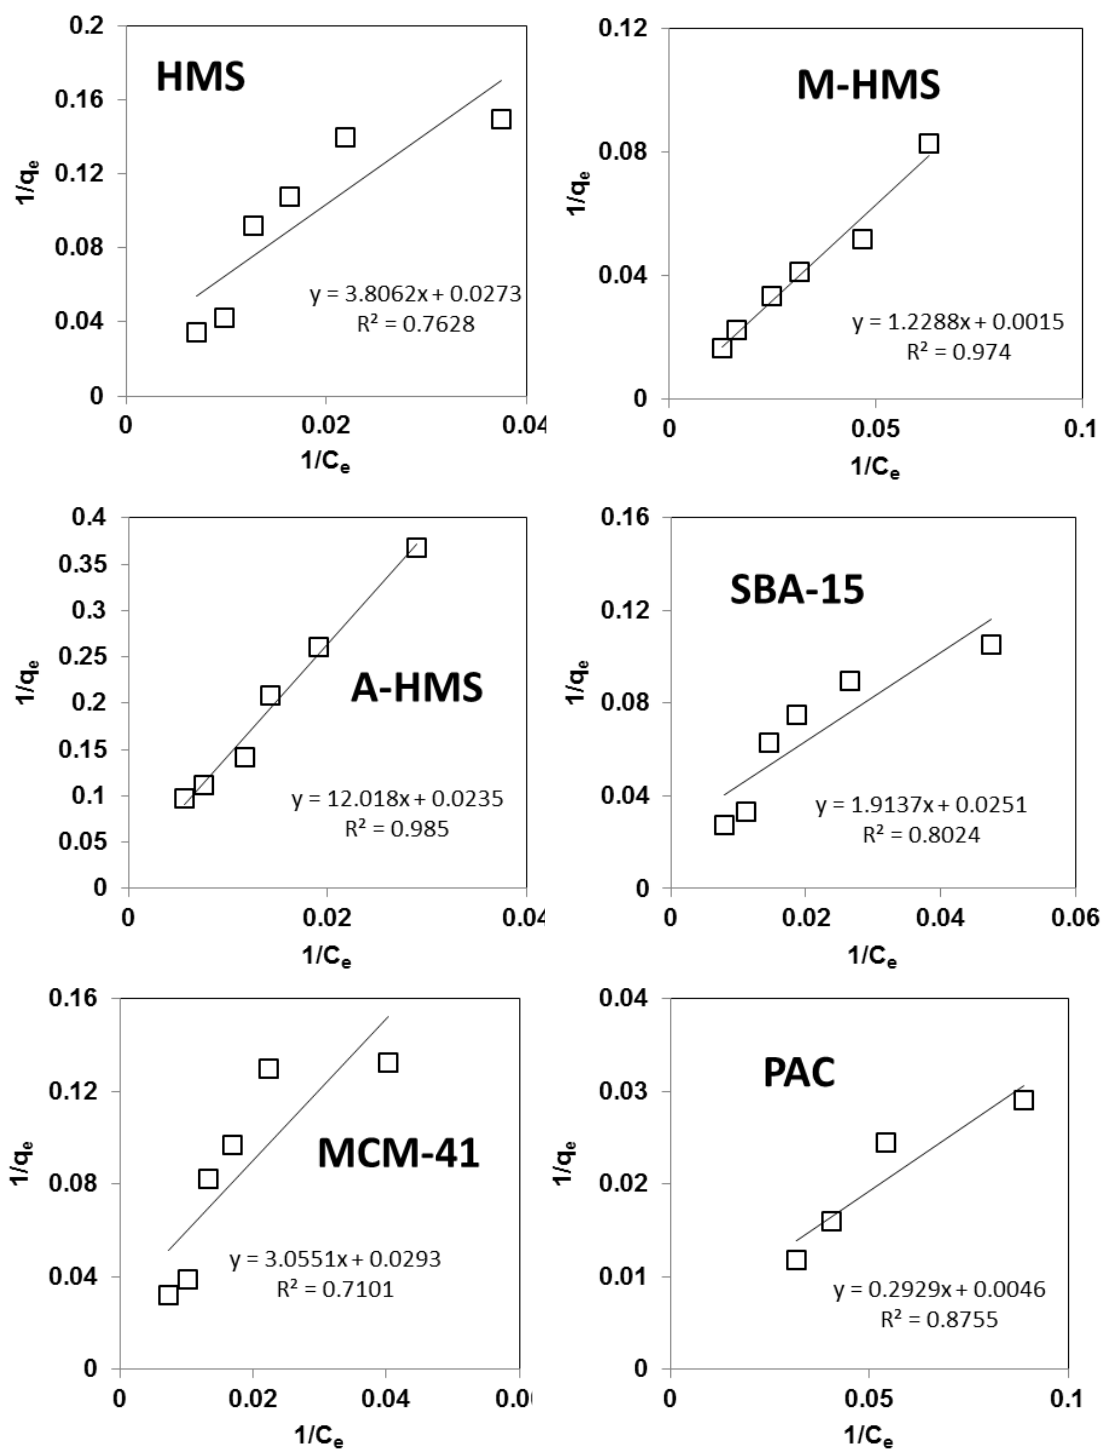 HMS
0.2
0.16
0.12
0.08
0.04
0
0
0.02
0.04
1/qe
1/Ce
y = 3.8062x + 0.0273
R² = 0.7628
M-HMS
0.12
0.08
0.04
0
0
0.05
0.1
1/qe
1/Ce
y = 1.2288x + 0.0015
R² = 0.974
A-HMS
0.4
0.35
0.3
0.25
0.2
0.15
0.1
0.05
0
0
0.02
0.04
1/qe
1/Ce
y = 12.018x + 0.0235
R² = 0.985
SBA-15
0.16
0.12
0.08
0.04
0
0
0.02
0.04
0.06
1/qe
1/Ce
y = 1.9137x + 0.0251
R² = 0.8024
MCM-41
0.16
0.12
0.08
0.04
0
0
0.02
0.04
1/qe
1/Ce
y = 3.0551x + 0.0293
R² = 0.7101
PAC
0.04
0.03
0.02
0.01
0
0
0.05
0.1
1/qe
1/Ce
y = 0.2929x + 0.0046
R² = 0.8755